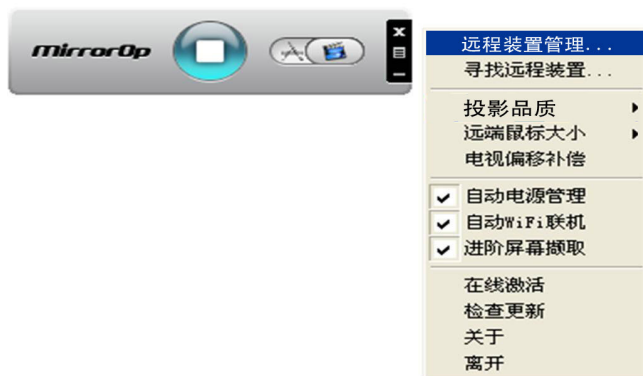 MirrorOp
远程装置管理...
寻找远程装置...
投影品质
远端鼠标大小
电视偏移补偿
自动电源管理
自动WiFi联机
进阶屏幕撷取
在线激活
检查更新
关于
离开